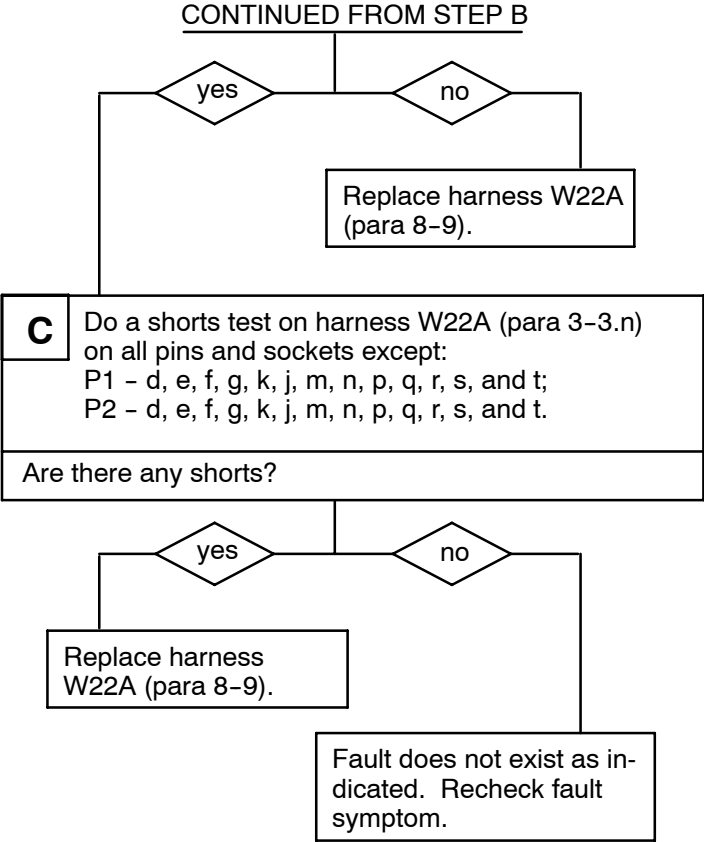 CONTINUED FROM STEP B
yes
no
Replace harness W22A
(para 8-9).
C
Do a shorts test on harness W22A (para 3-3.n)
on all pins and sockets except:
P1 - d, e, f, g, k, j, m, n, p, q, r, s, and t;
P2 - d, e, f, g, k, j, m, n, p, q, r, s, and t.
Are there any shorts?
yes
no
Replace harness
W22A (para 8-9).
Fault does not exist as in-
dicated. Recheck fault
symptom.